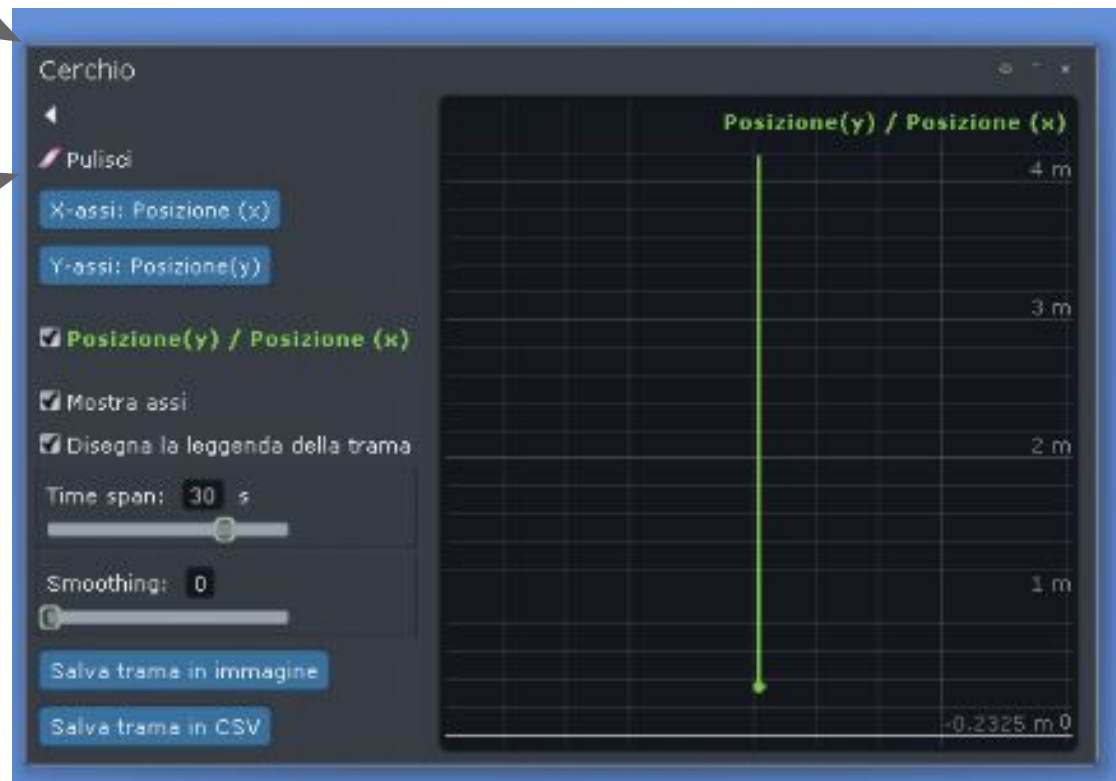 Cerchio
Pulisci
X-assi: Posizione (x)
Y-assi: Posizione(y)
Posizione(y) / Posizione (x)
Mostra assi
Disegna la leggenda della trama
Time span: 30 s
Smoothing: 0
Salva trama in immagine
Salva trama in CSV
Posizione(y) / Posizione (x)
4 m
3 m
2 m
1 m
-0.2325 m 0